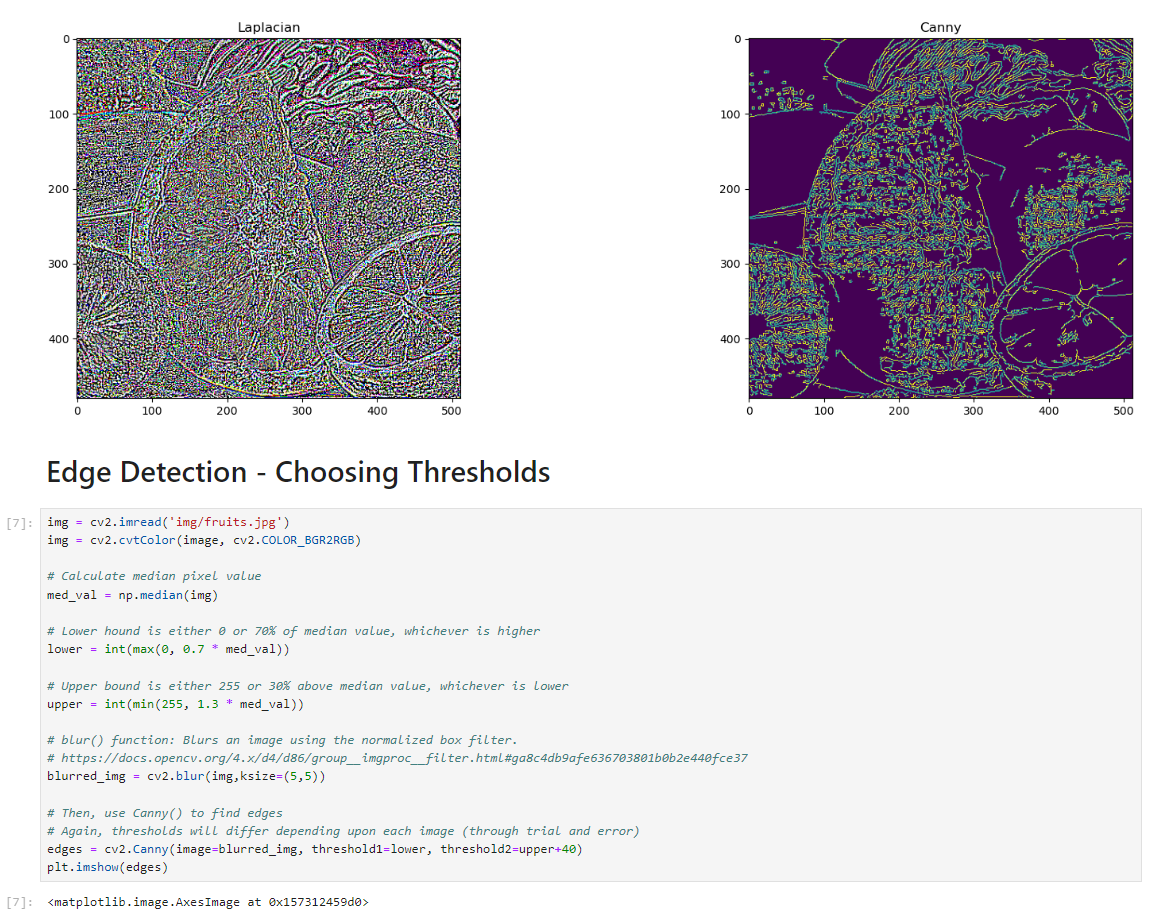 Laplacian
Canny
0
100
200
300
400
0 100 200 300 400 500
0
100
200
300
400
0 100 200 300 400 500
Edge Detection - Choosing Thresholds
[7]:
img = cv2.imread('img/fruits.jpg')
img = cv2.cvtColor(image, cv2.COLOR_BGR2RGB)
# Calculate median pixel value
med_val = np.median(img)
# Lower hound is either 0 or 70% of median value, whichever is higher
lower = int(max(0, 0.7 * med_val))
# Upper bound is either 255 or 30% above median value, whichever is lower
upper = int(min(255, 1.3 * med_val))
# blur() function: Blurs an image using the normalized box filter.
# https://docs.opencv.org/4.x/d4/d86/group__imgproc__filter.html#ga8c4db9afe636703801b0b2e440fce37
blurred_img = cv2.blur(img,ksize=(5,5))
# Then, use Canny() to find edges
# Again, thresholds will differ depending upon each image (through trial and error)
edges = cv2.Canny(image=blurred_img, threshold1=lower, threshold2=upper+40)
plt.imshow(edges)
[7]:
<matplotlib.image.AxesImage at 0x157312459d0>